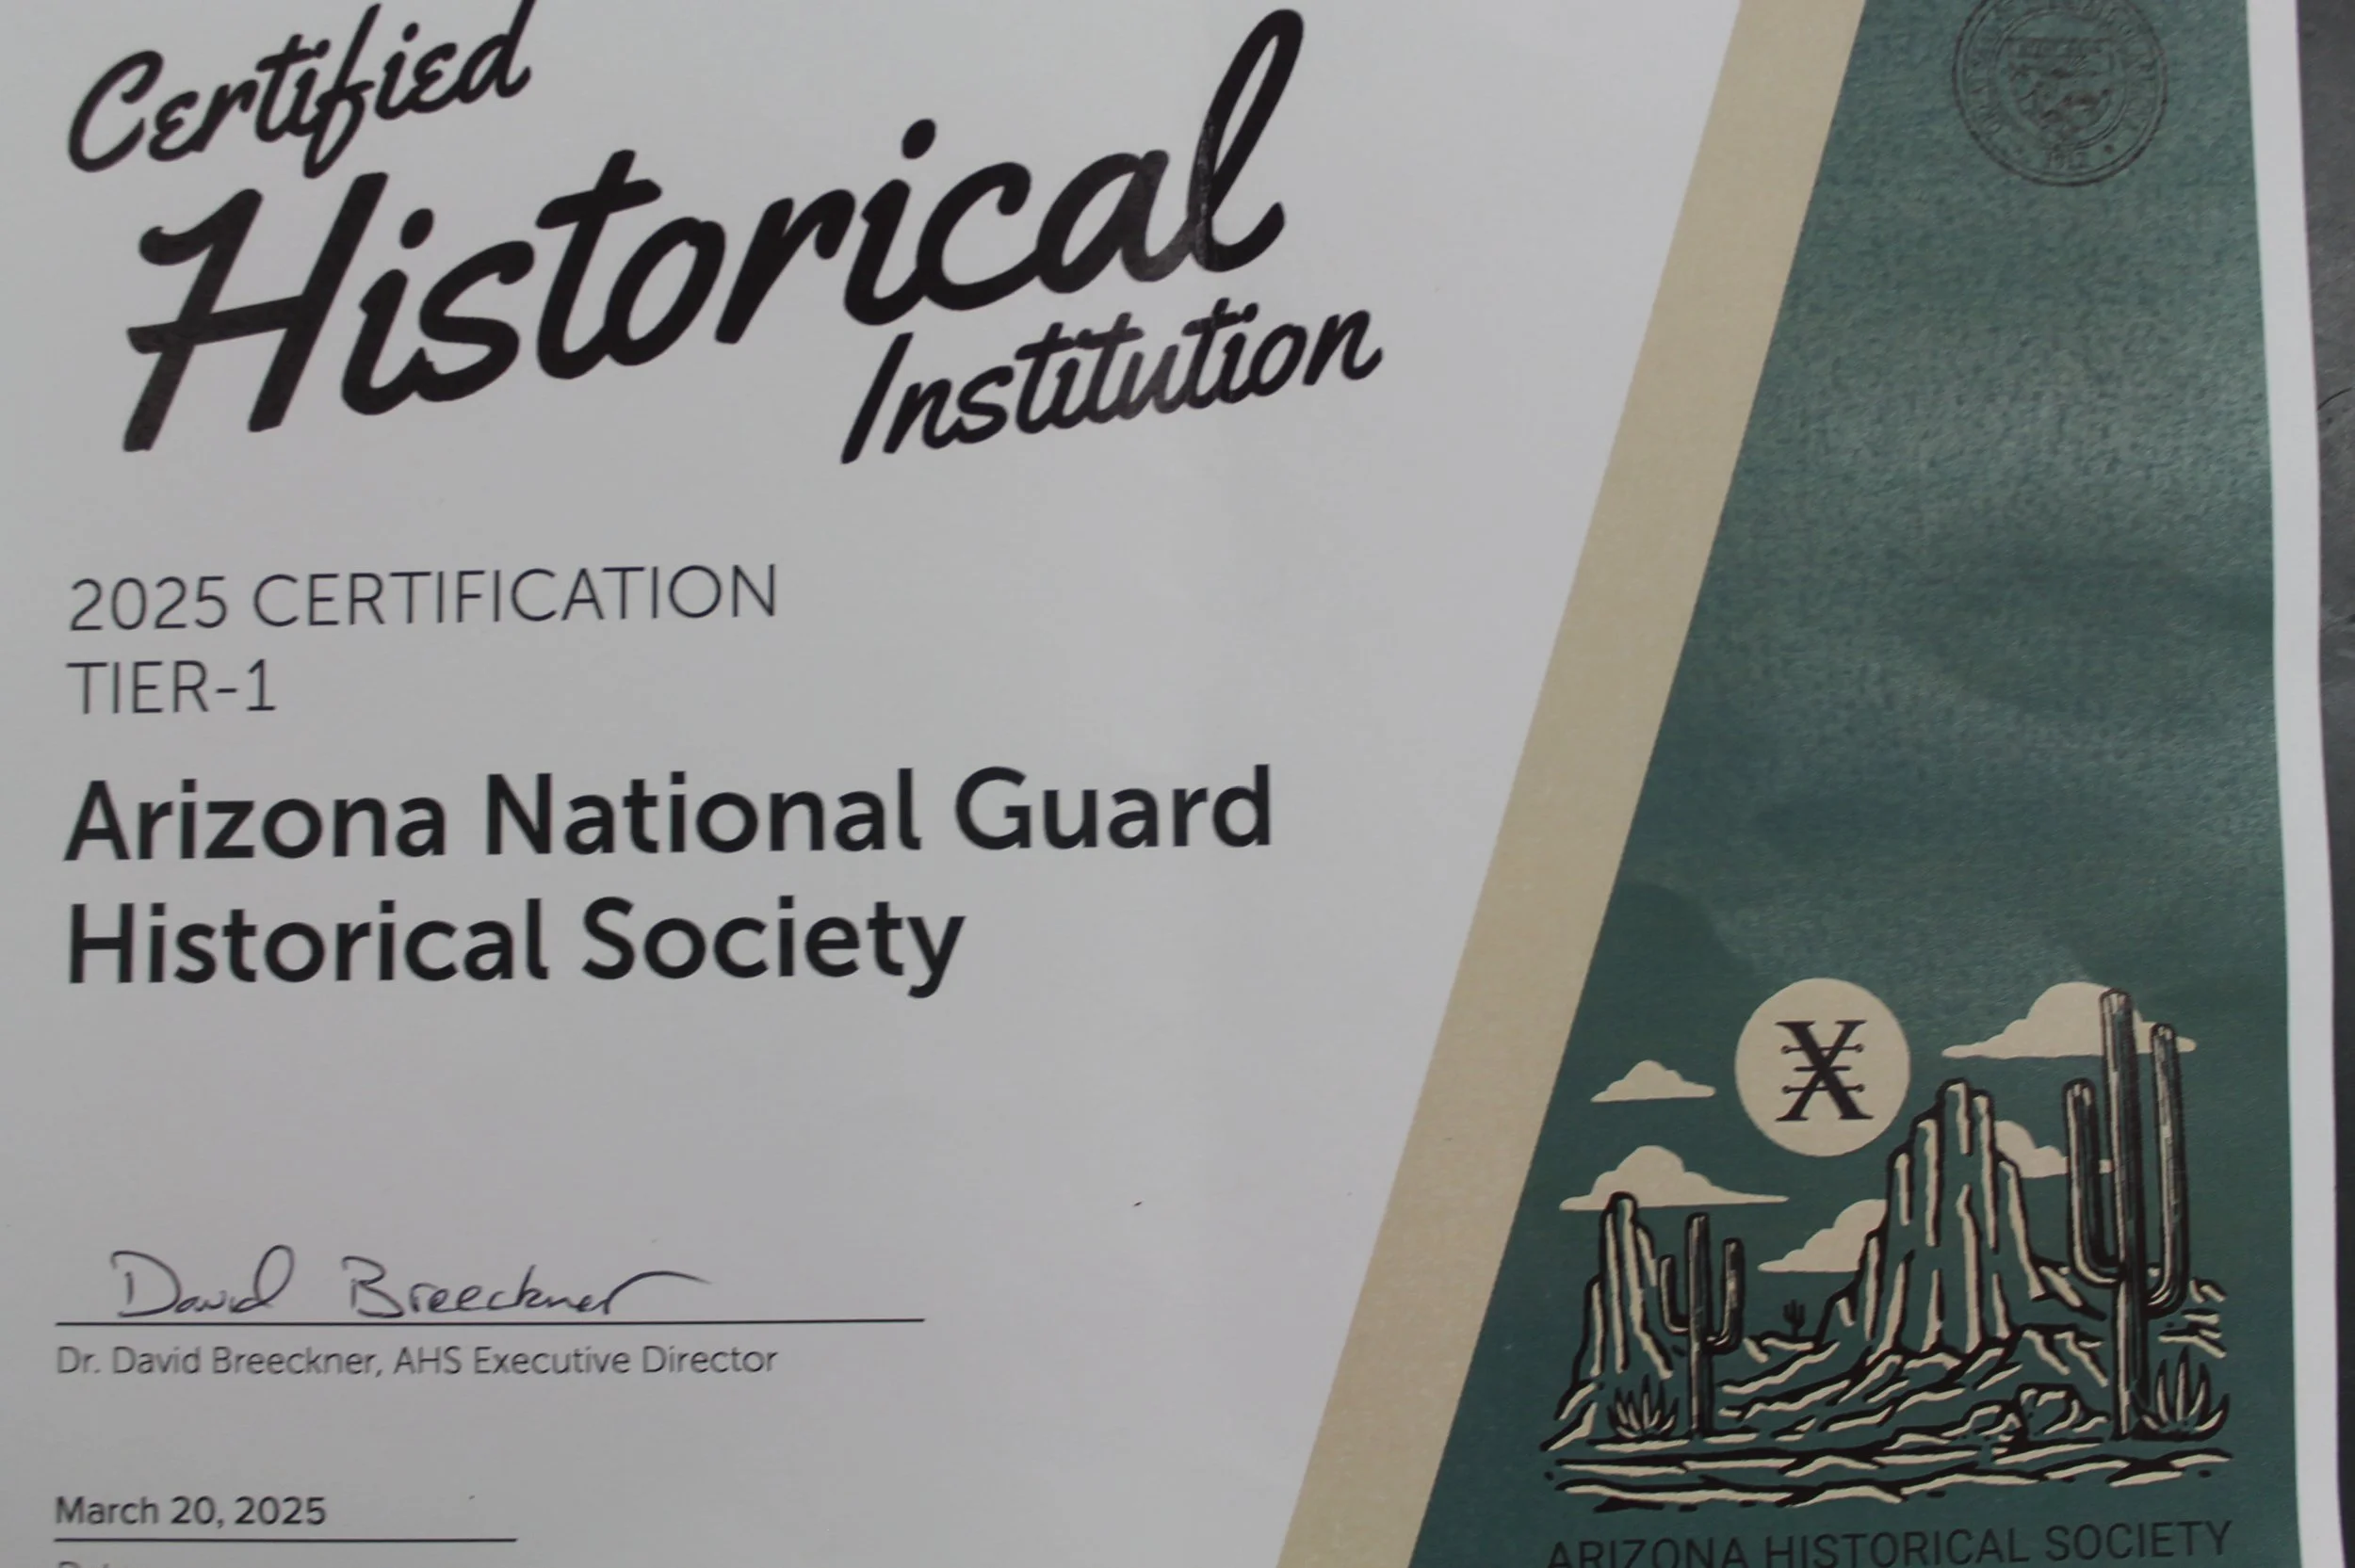 Certified
Historical
Institution
2025 CERTIFICATION
TIER-1
Arizona National Guard
Historical Society
David Breeckner
Dr. David Breeckner, AHS Executive Director
March 20, 2025
ARIZONA HISTORICAL SOCIETY